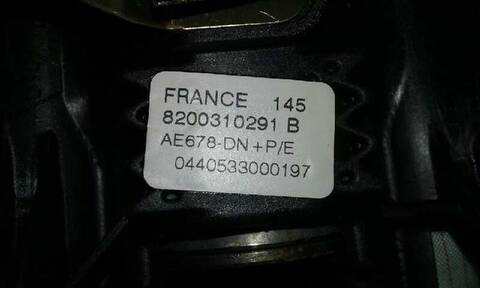 FRANCE 145
8200310291 B
AE678-DN+P/E
0440533000197